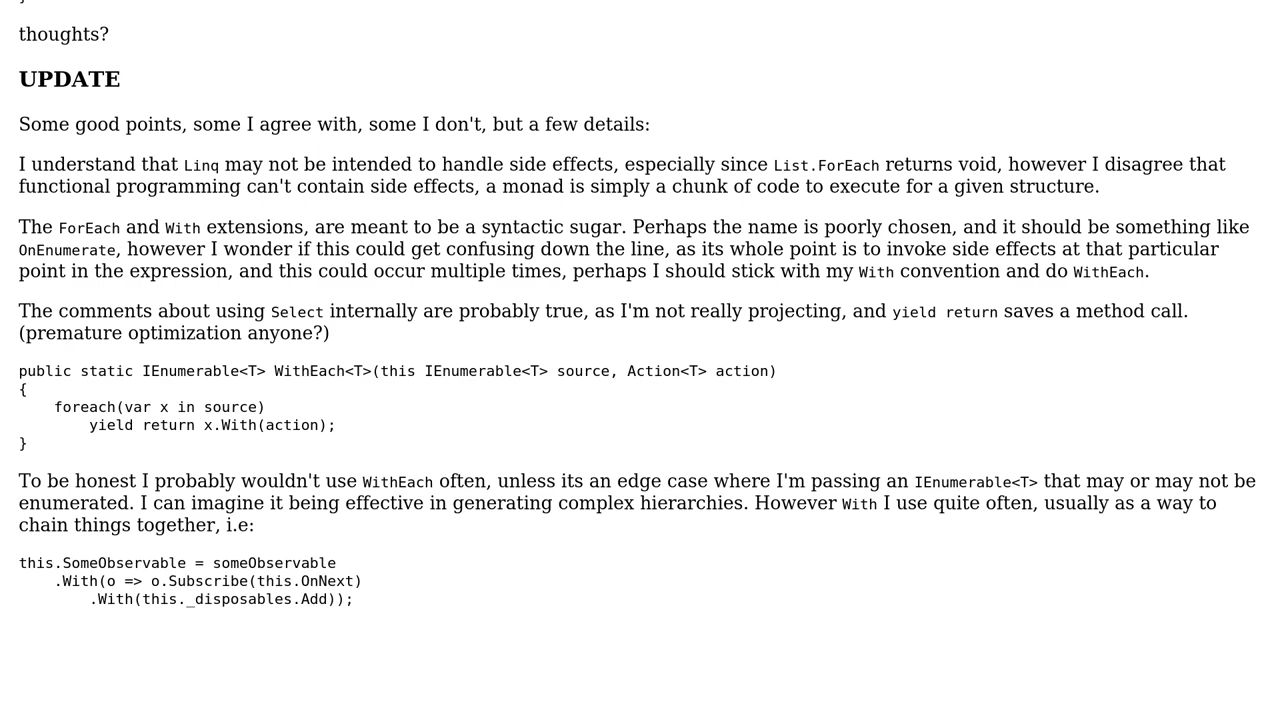 thoughts?
UPDATE
Some good points, some I agree with, some I don't, but a few details:
I understand that Linq may not be intended to handle side effects, especially since List.ForEach returns void, however I disagree that
functional programming can't contain side effects, a monad is simply a chunk of code to execute for a given structure.
The ForEach and With extensions, are meant to be a syntactic sugar. Perhaps the name is poorly chosen, and it should be something like
OnEnumerate, however I wonder if this could get confusing down the line, as its whole point is to invoke side effects at that particular
point in the expression, and this could occur multiple times, perhaps I should stick with my With convention and do WithEach.
The comments about using Select internally are probably true, as I'm not really projecting, and yield return saves a method call.
(premature optimization anyone?)
public static IEnumerable<T> WithEach<T>(this IEnumerable<T> source, Action<T> action)
{
    foreach(var x in source)
        yield return x.With(action);
}
To be honest I probably wouldn't use WithEach often, unless its an edge case where I'm passing an IEnumerable<T> that may or may not be
enumerated. I can imagine it being effective in generating complex hierarchies. However With I use quite often, usually as a way to
chain things together, i.e:
this.SomeObservable = someObservable
    .With(o => o.Subscribe(this.OnNext)
        .With(this._disposables.Add));